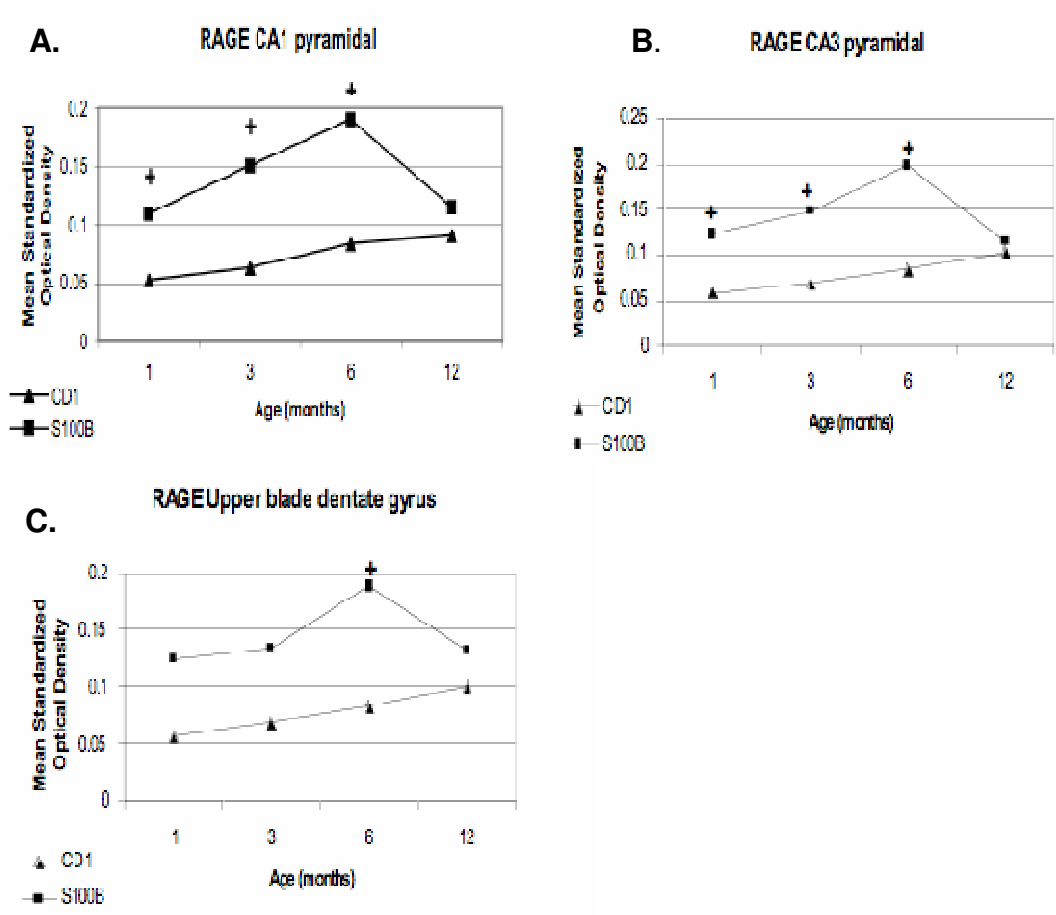 A.
RAGE CA1 pyramidal
Mean Standardized
Optical Density
0.2
0.15
0.1
0.05
0
1 3 6 12
Age (months)
CD1
S100B
B.
RAGE CA3 pyramidal
Mean Standardized
Optical Density
0.25
0.2
0.15
0.1
0.05
0
1 3 6 12
Age (months)
CD1
S100B
C.
RAGE Upper blade dentate gyrus
Mean Standardized
Optical Density
0.2
0.15
0.1
0.05
0
1 3 6 12
Age (months)
CD1
S100B